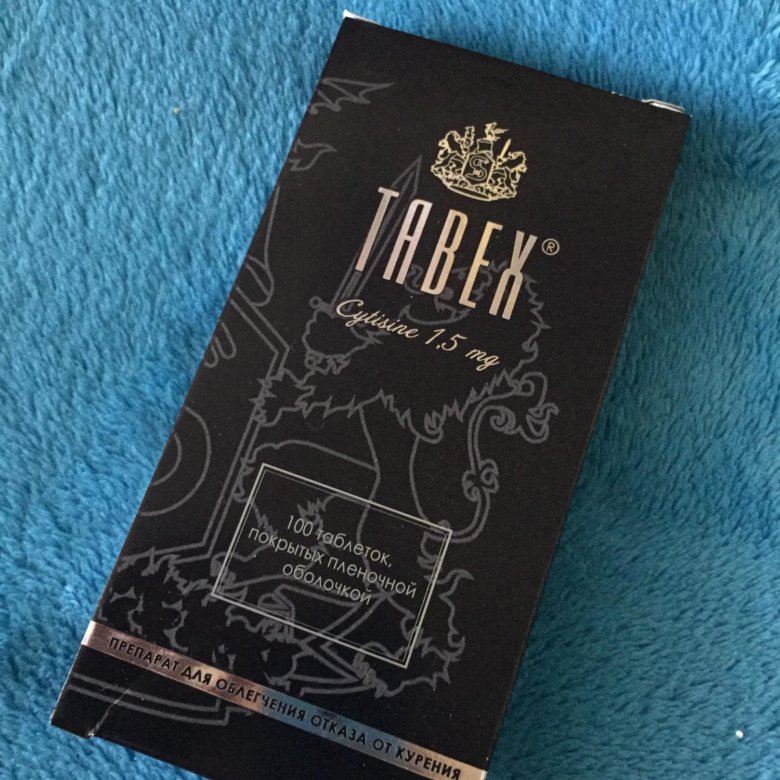 TABEX®
Cytisine 1,5 mg
100 таблеток,
покрытых пленочной
оболочкой
ПРЕПАРАТ ДЛЯ ОБЛЕГЧЕНИЯ ОТКАЗА ОТ КУРЕНИЯ